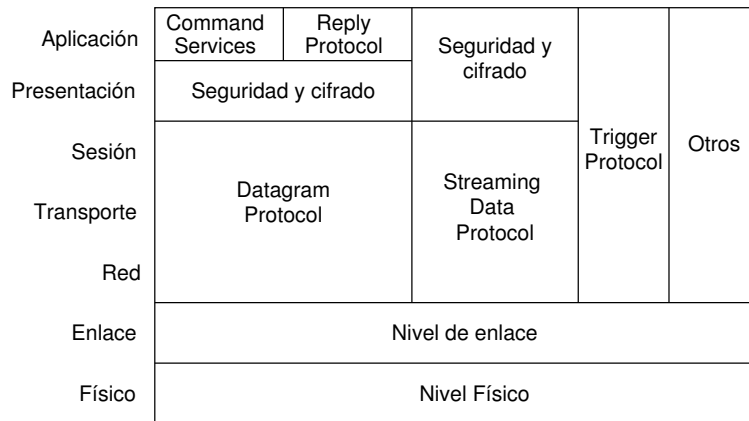 Aplicación
Command
Services
Reply
Protocol
Seguridad y
cifrado
Presentación
Seguridad y cifrado
Sesión
Transporte
Red
Datagram
Protocol
Streaming
Data
Protocol
Trigger
Protocol
Otros
Enlace
Nivel de enlace
Físico
Nivel Físico